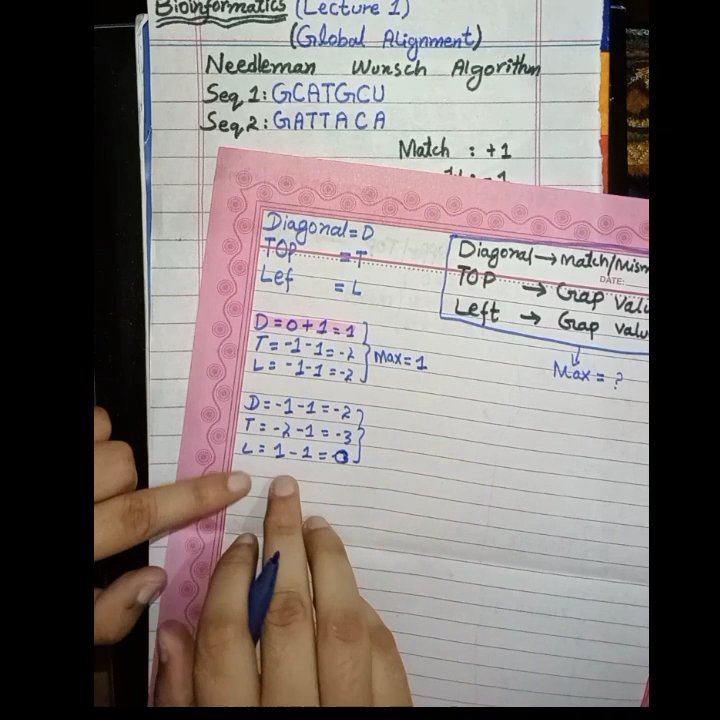 Bioinformatics (Lecture 1)
(Global Alignment)
Needleman Wunsch Algorithm
Seq 1: GCATGCU
Seq 2: GATTACA
Match : +1
Diagonal = D
TOP = T
Lef = L
Diagonal → Match/Mism
TOP → Gap Valu
DATE:
Left → Gap valu
Max = ?
D = 0 + 1 = 1
T = -1 -1 = -2
L = -1 -1 = -2
Max = 1
D = -1 -1 = -2
T = -2 -1 = -3
L = 1 - 1 = 0